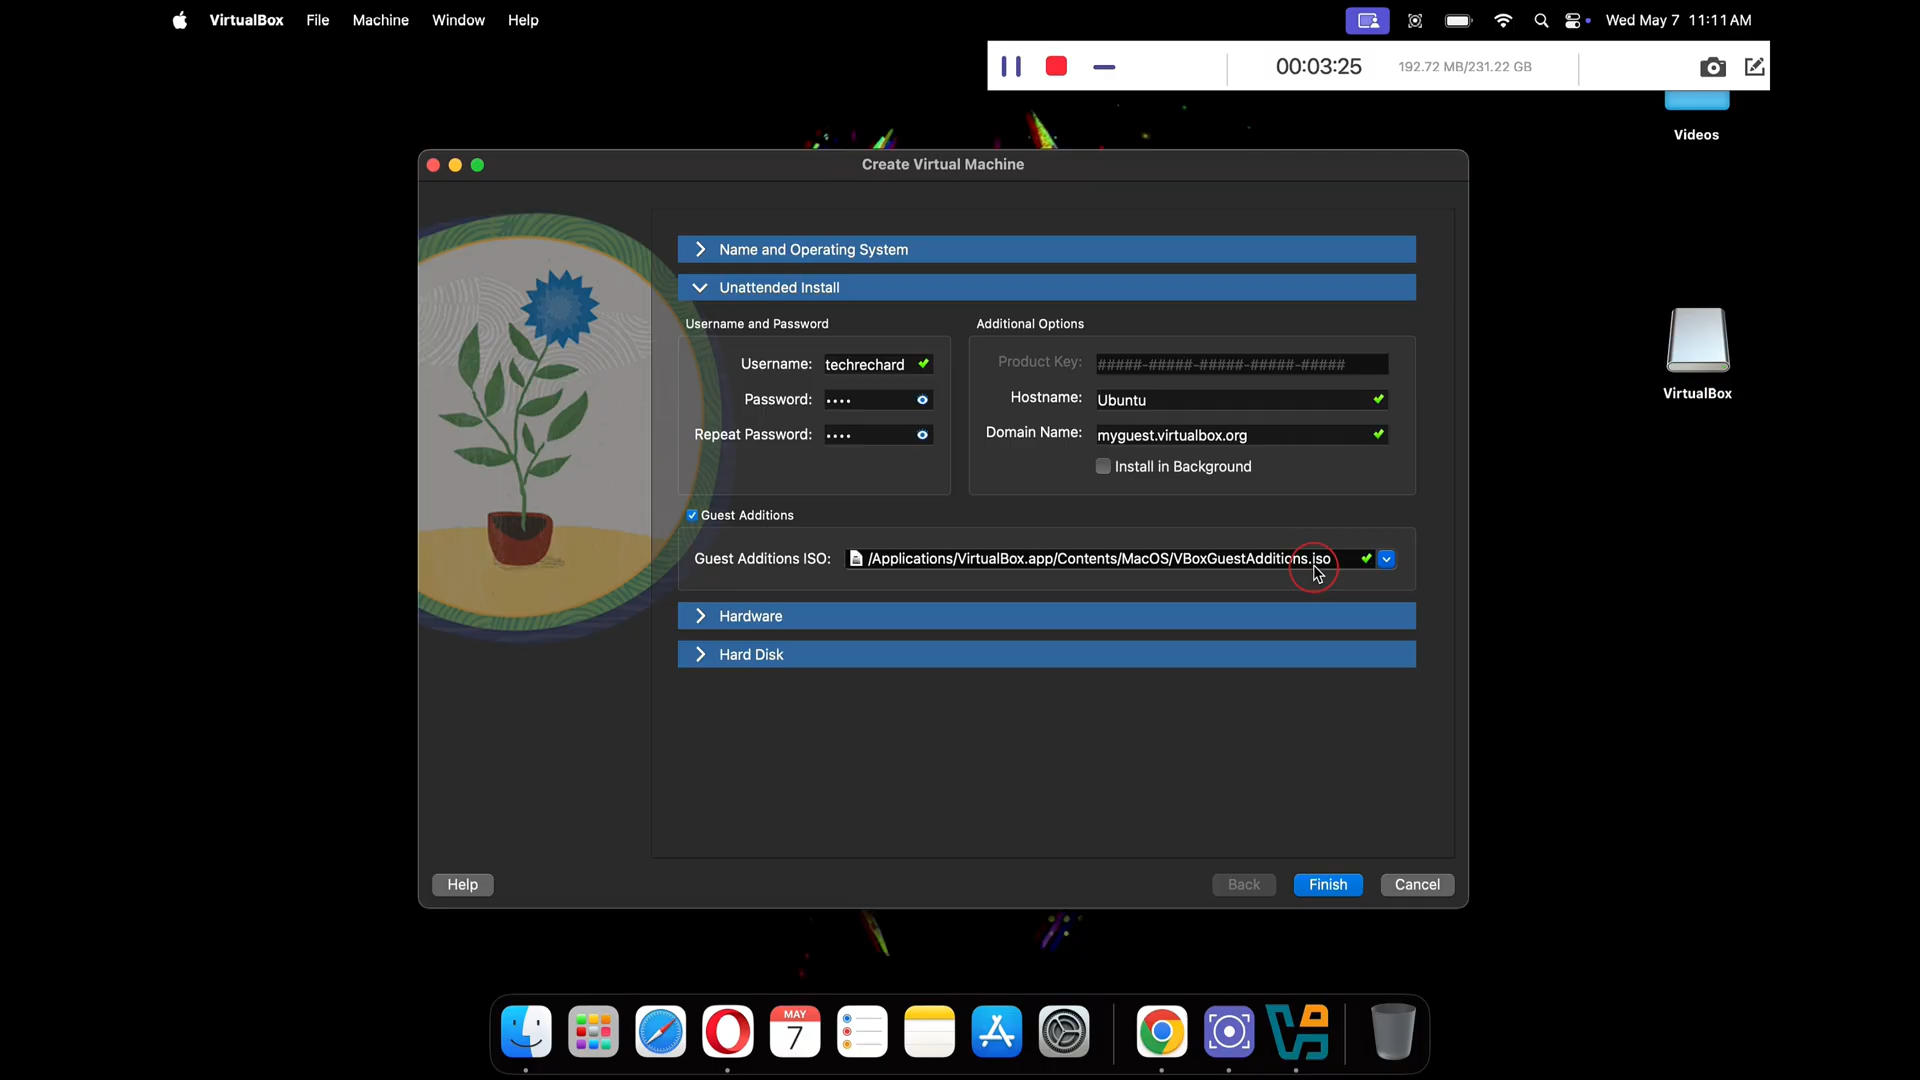 VirtualBox File Machine Window Help Wed May 7 11:11 AM
00:03:25 192.72 MB/231.22 GB
Videos
Create Virtual Machine
Name and Operating System
Unattended Install
Username and Password Additional Options
Username: techrechard Product Key: #####-#####-#####-#####-#####
Password: •••• Hostname: Ubuntu
Repeat Password: •••• Domain Name: myguest.virtualbox.org
Install in Background
VirtualBox
Guest Additions
Guest Additions ISO: /Applications/VirtualBox.app/Contents/MacOS/VBoxGuestAdditions.iso
Hardware
Hard Disk
Help Back Finish Cancel
MAY
7